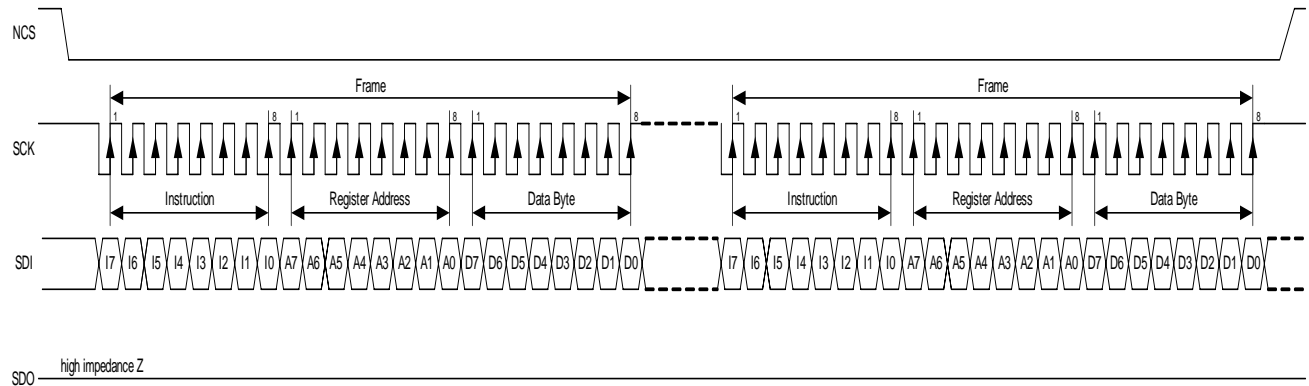 NCS
Frame Frame
1 8 1 8 1 8 1 8 1 8 1 8
SCK
Instruction Register Address Data Byte Instruction Register Address Data Byte
SDI I7 I6 I5 I4 I3 I2 I1 I0 A7 A6 A5 A4 A3 A2 A1 A0 D7 D6 D5 D4 D3 D2 D1 D0 I7 I6 I5 I4 I3 I2 I1 I0 A7 A6 A5 A4 A3 A2 A1 A0 D7 D6 D5 D4 D3 D2 D1 D0
high impedance Z
SDO